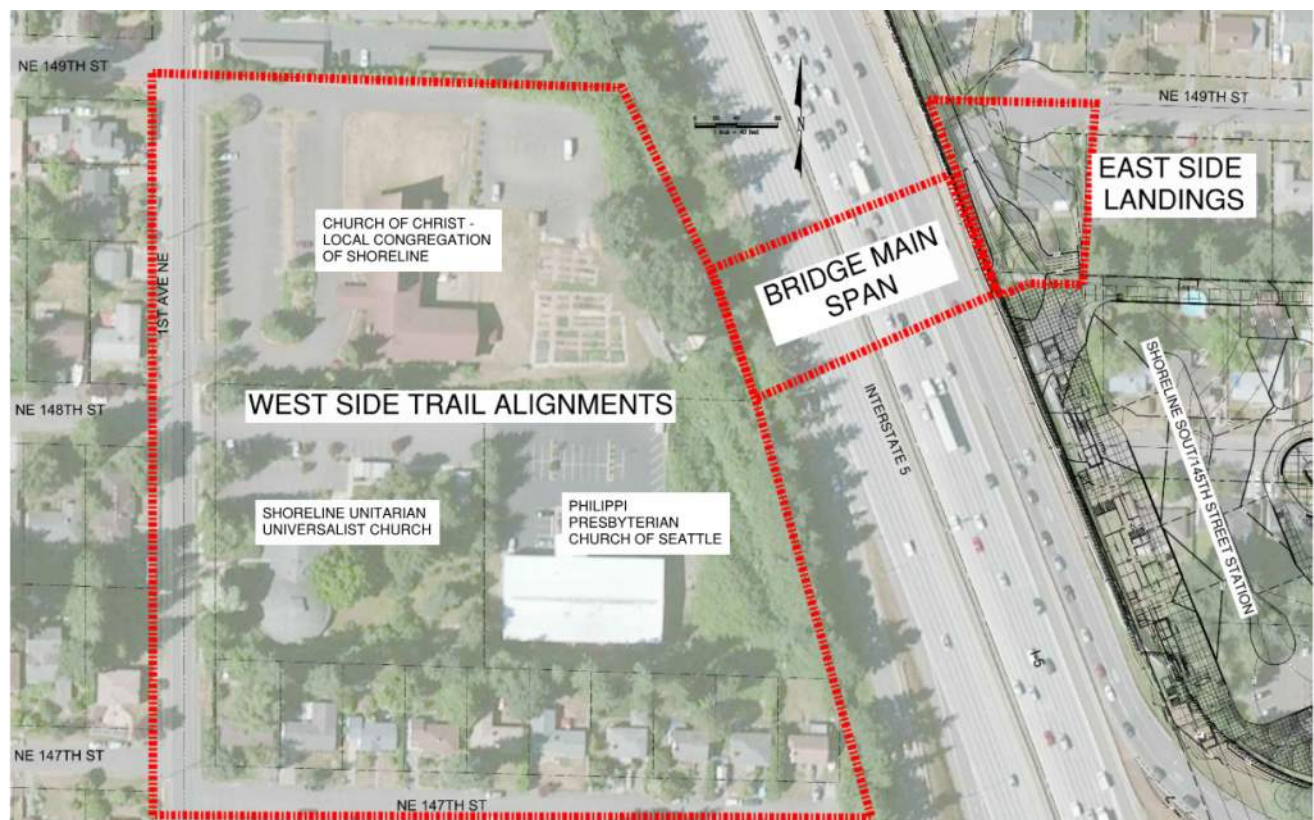 NE 149TH ST
NE 149TH ST
N
EAST SIDE
LANDINGS
CHURCH OF CHRIST -
LOCAL CONGREGATION
OF SHORELINE
BRIDGE MAIN
SPAN
1ST AVE NE
NE 148TH ST
WEST SIDE TRAIL ALIGNMENTS
INTERSTATE 5
SHORELINE SOUT/145TH STREET STATION
SHORELINE UNITARIAN
UNIVERSALIST CHURCH
PHILIPPI
PRESBYTERIAN
CHURCH OF SEATTLE
I-5
NE 147TH ST
NE 147TH ST